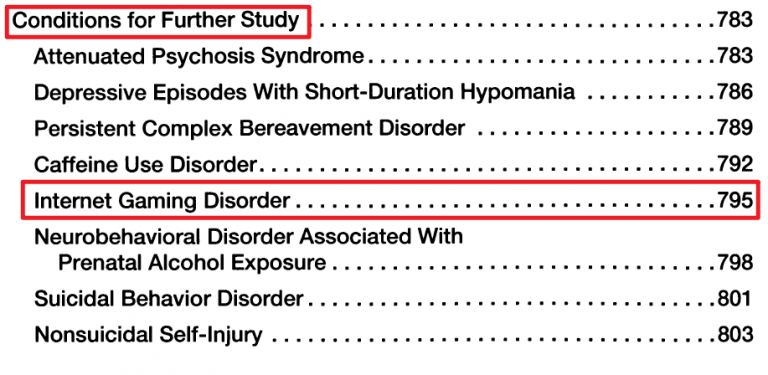 Conditions for Further Study . . . . . . . . . . . . . . . . . . . . . . . . . . . . . . . . . . . . 783
Attenuated Psychosis Syndrome . . . . . . . . . . . . . . . . . . . . . . . . . . . . . . . 783
Depressive Episodes With Short-Duration Hypomania . . . . . . . . . . . 786
Persistent Complex Bereavement Disorder . . . . . . . . . . . . . . . . . . . . . 789
Caffeine Use Disorder . . . . . . . . . . . . . . . . . . . . . . . . . . . . . . . . . . . . . . . . 792
Internet Gaming Disorder . . . . . . . . . . . . . . . . . . . . . . . . . . . . . . . . . . . . . 795
Neurobehavioral Disorder Associated With
Prenatal Alcohol Exposure . . . . . . . . . . . . . . . . . . . . . . . . . . . . . . . . . . 798
Suicidal Behavior Disorder . . . . . . . . . . . . . . . . . . . . . . . . . . . . . . . . . . . . 801
Nonsuicidal Self-Injury . . . . . . . . . . . . . . . . . . . . . . . . . . . . . . . . . . . . . . . 803